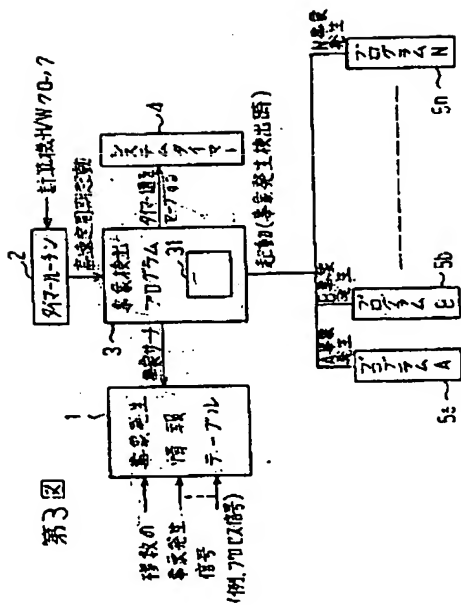 第3図
複数の
事象発生
信号
(例.プロセス信号)
1
事象発生
情報
テーブル
事象サーチ
計算機H/Wクロック
2
タイマールーチン
高速定周期起動
3
事象検出
プログラム
31
4
システムタイマー
起動(事象発生検出時)
A事象
発生
プログラム A
5a
B事象
発生
プログラム B
5b
N事象
発生
プログラム N
5n